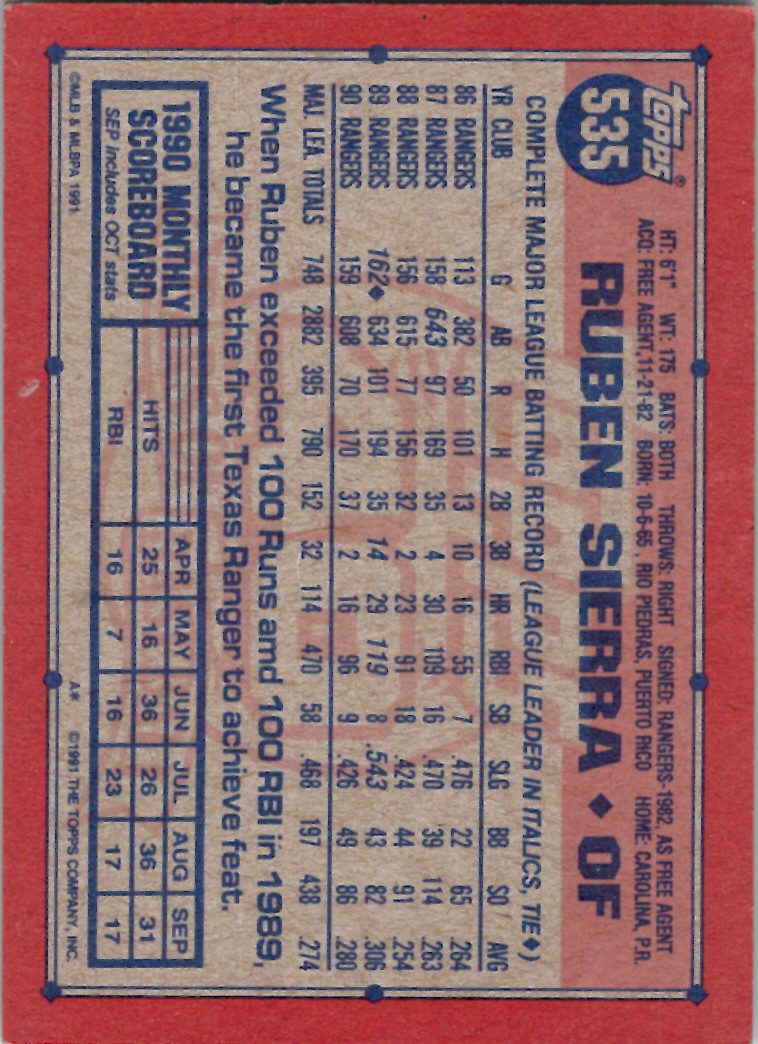 topps®
535
HT: 6'1" WT: 175 BATS: BOTH THROWS: RIGHT SIGNED: RANGERS-1982, AS FREE AGENT
ACQ: FREE AGENT, 11-21-82 BORN: 10-6-65, RIO PIEDRAS, PUERTO RICO HOME: CAROLINA, P.R.
RUBEN SIERRA ♦ OF
COMPLETE MAJOR LEAGUE BATTING RECORD (LEAGUE LEADER IN ITALICS, TIE♦)
YR CLUB G AB R H 2B 3B HR RBI SB SLG BB SO AVG
86 RANGERS 113 382 50 101 13 10 16 55 7 .476 22 65 .264
87 RANGERS 158 643 97 169 35 4 30 109 16 .470 39 114 .263
88 RANGERS 156 615 77 156 32 2 23 91 18 .424 44 91 .254
89 RANGERS 162♦ 634 101 194 35 14 29 119 8 .543 43 82 .306
90 RANGERS 159 608 70 170 37 2 16 96 9 .426 49 86 .280
MAJ. LEA. TOTALS 748 2882 395 790 152 32 114 470 58 .468 197 438 .274
When Ruben exceeded 100 Runs amd 100 RBI in 1989,
he became the first Texas Ranger to achieve feat.
1990 MONTHLY
SCOREBOARD
SEP includes OCT stats
APR MAY JUN JUL AUG SEP
HITS 25 16 36 26 36 31
RBI 16 7 16 23 17 17
©MLB & MLBPA 1991 A* ©1991 THE TOPPS COMPANY, INC.